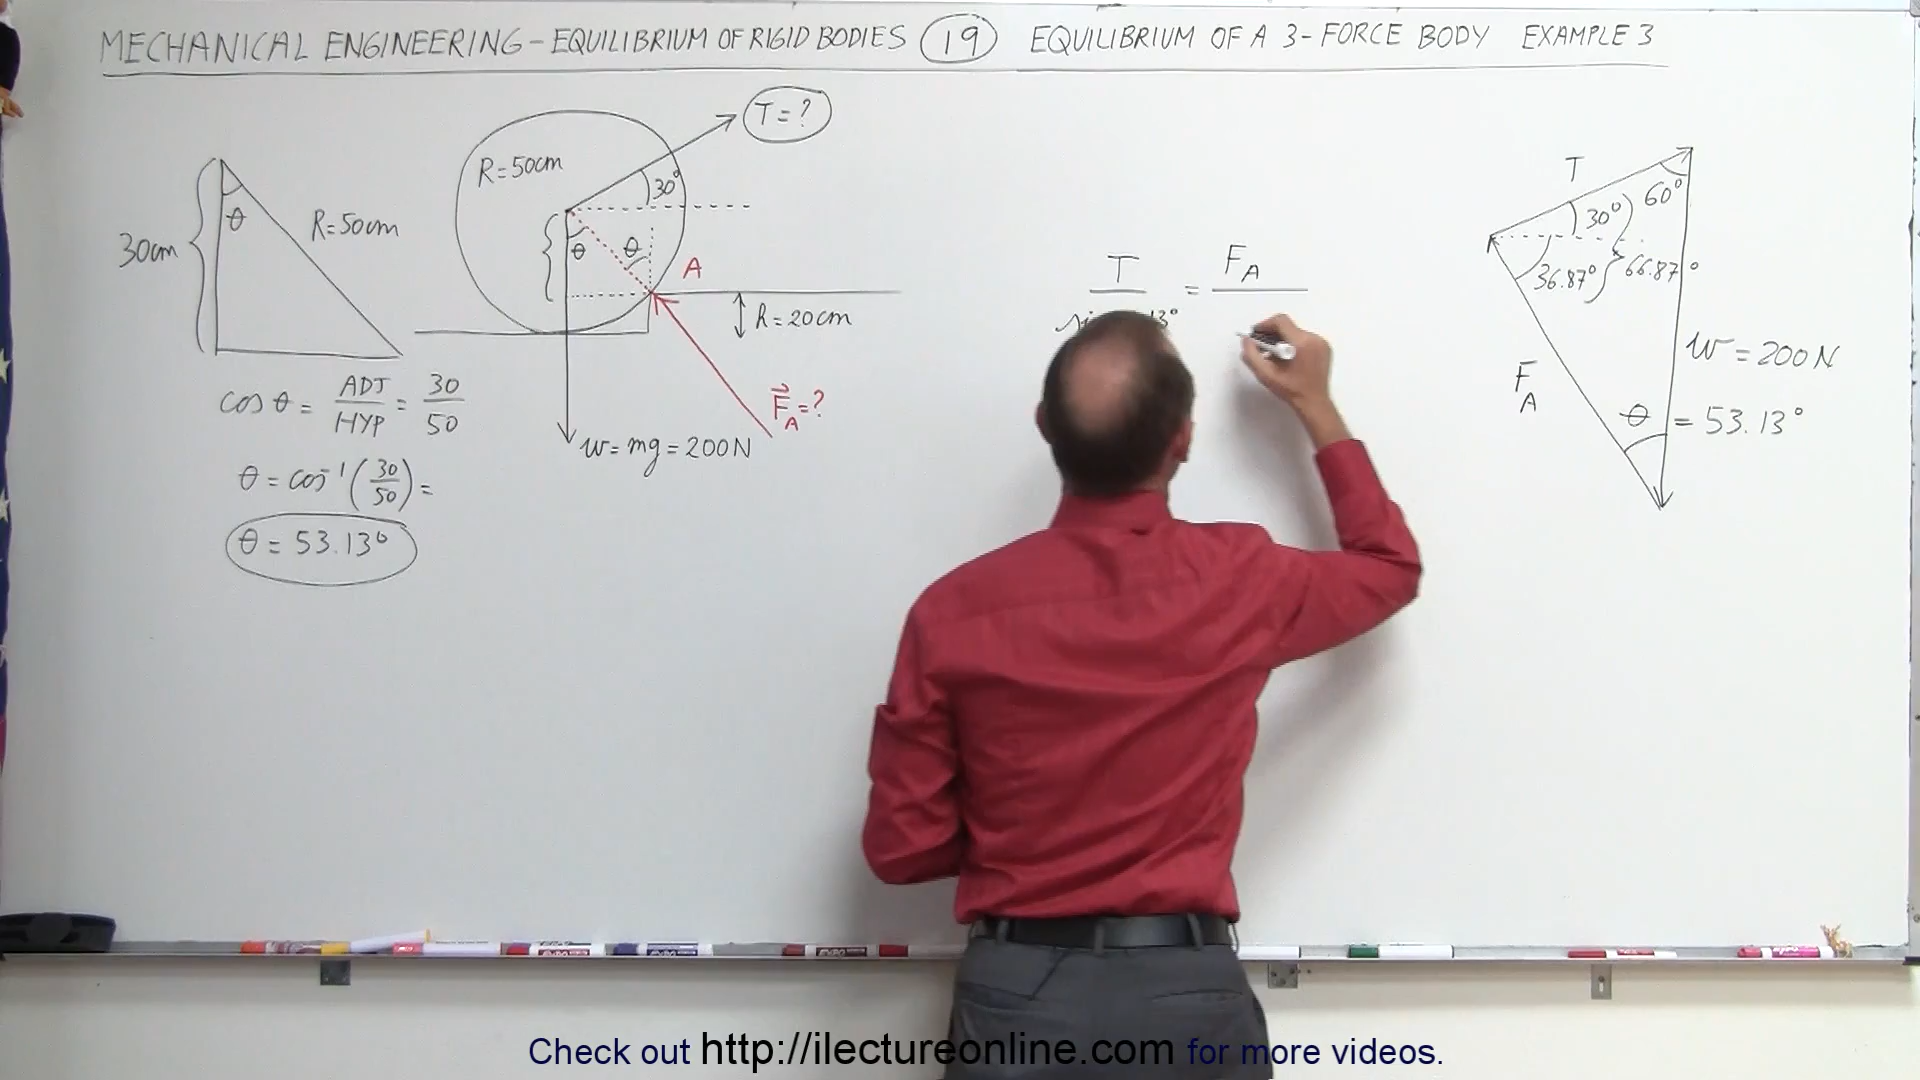 MECHANICAL ENGINEERING - EQUILIBRIUM OF RIGID BODIES 19 EQUILIBRIUM OF A 3-FORCE BODY EXAMPLE 3
T = ?
R = 50cm
30°
θ
θ
A
R = 20cm
F⃗A = ?
w = mg = 200N
30cm
θ
R = 50cm
cos θ = ADJ/HYP = 30/50
θ = cos⁻¹(30/50) =
θ = 53.13°
T = FA
13°
T
60°
30°
36.87°
66.87°
FA
w = 200N
θ = 53.13°
Check out http://ilectureonline.com for more videos.